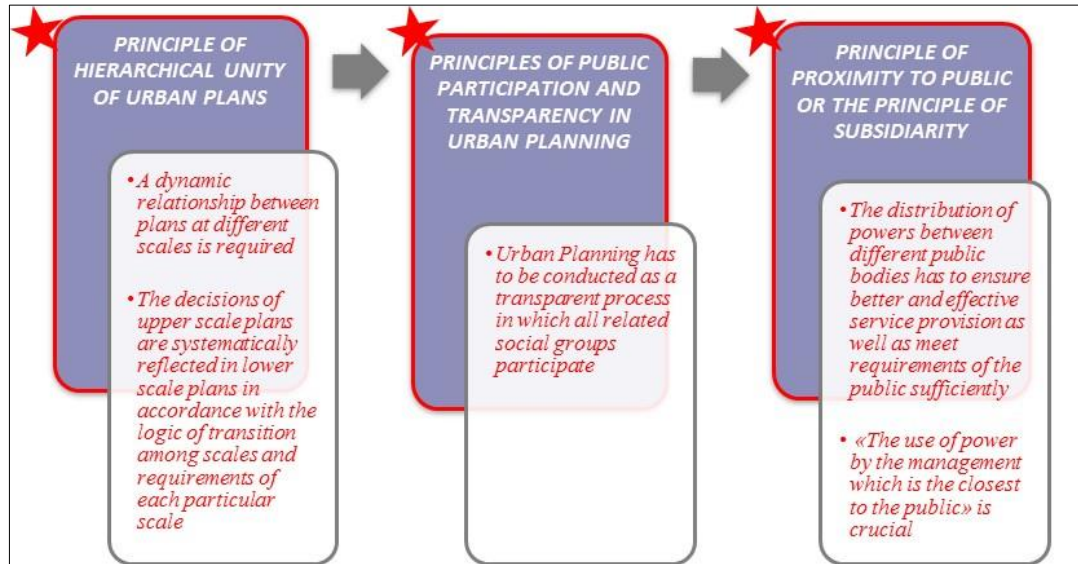 PRINCIPLE OF
HIERARCHICAL UNITY
OF URBAN PLANS
• A dynamic
relationship between
plans at different
scales is required
• The decisions of
upper scale plans
are systematically
reflected in lower
scale plans in
accordance with the
logic of transition
among scales and
requirements of
each particular
scale
PRINCIPLES OF PUBLIC
PARTICIPATION AND
TRANSPARENCY IN
URBAN PLANNING
• Urban Planning has
to be conducted as a
transparent process
in which all related
social groups
participate
PRINCIPLE OF
PROXIMITY TO PUBLIC
OR THE PRINCIPLE OF
SUBSIDIARITY
• The distribution of
powers between
different public
bodies has to ensure
better and effective
service provision as
well as meet
requirements of the
public sufficiently
• «The use of power
by the management
which is the closest
to the public» is
crucial